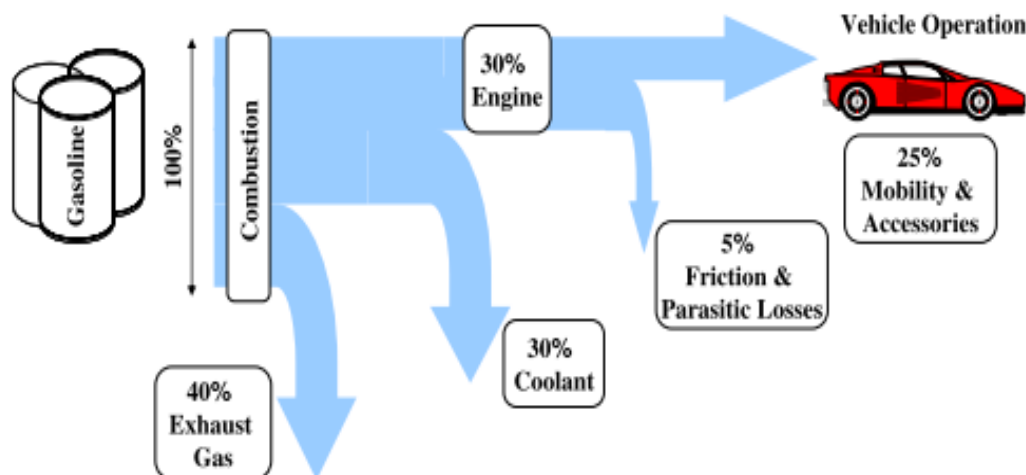 Gasoline
100%
Combustion
30%
Engine
Vehicle Operation
25%
Mobility &
Accessories
5%
Friction &
Parasitic Losses
30%
Coolant
40%
Exhaust
Gas